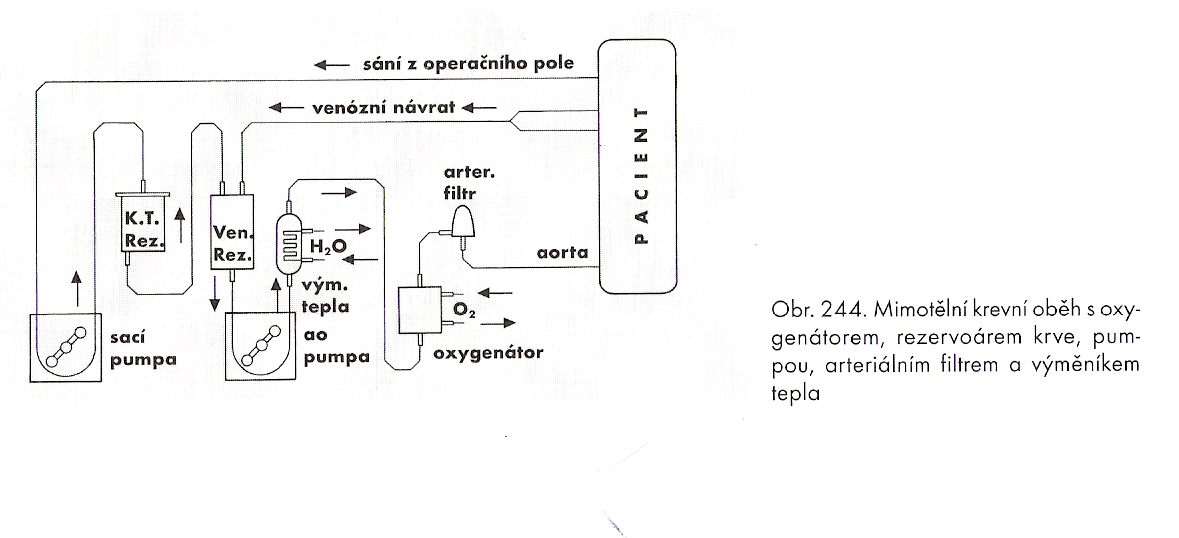 sání z operačního pole
venózní návrat
PACIENT
arter.
filtr
K.T.
Rez.
Ven.
Rez.
H₂O
aorta
vým.
tepla
O₂
sací
pumpa
ao
pumpa
oxygenátor
Obr. 244. Mimotělní krevní oběh s oxy-
genátorem, rezervoárem krve, pum-
pou, arteriálním filtrem a výměníkem
tepla